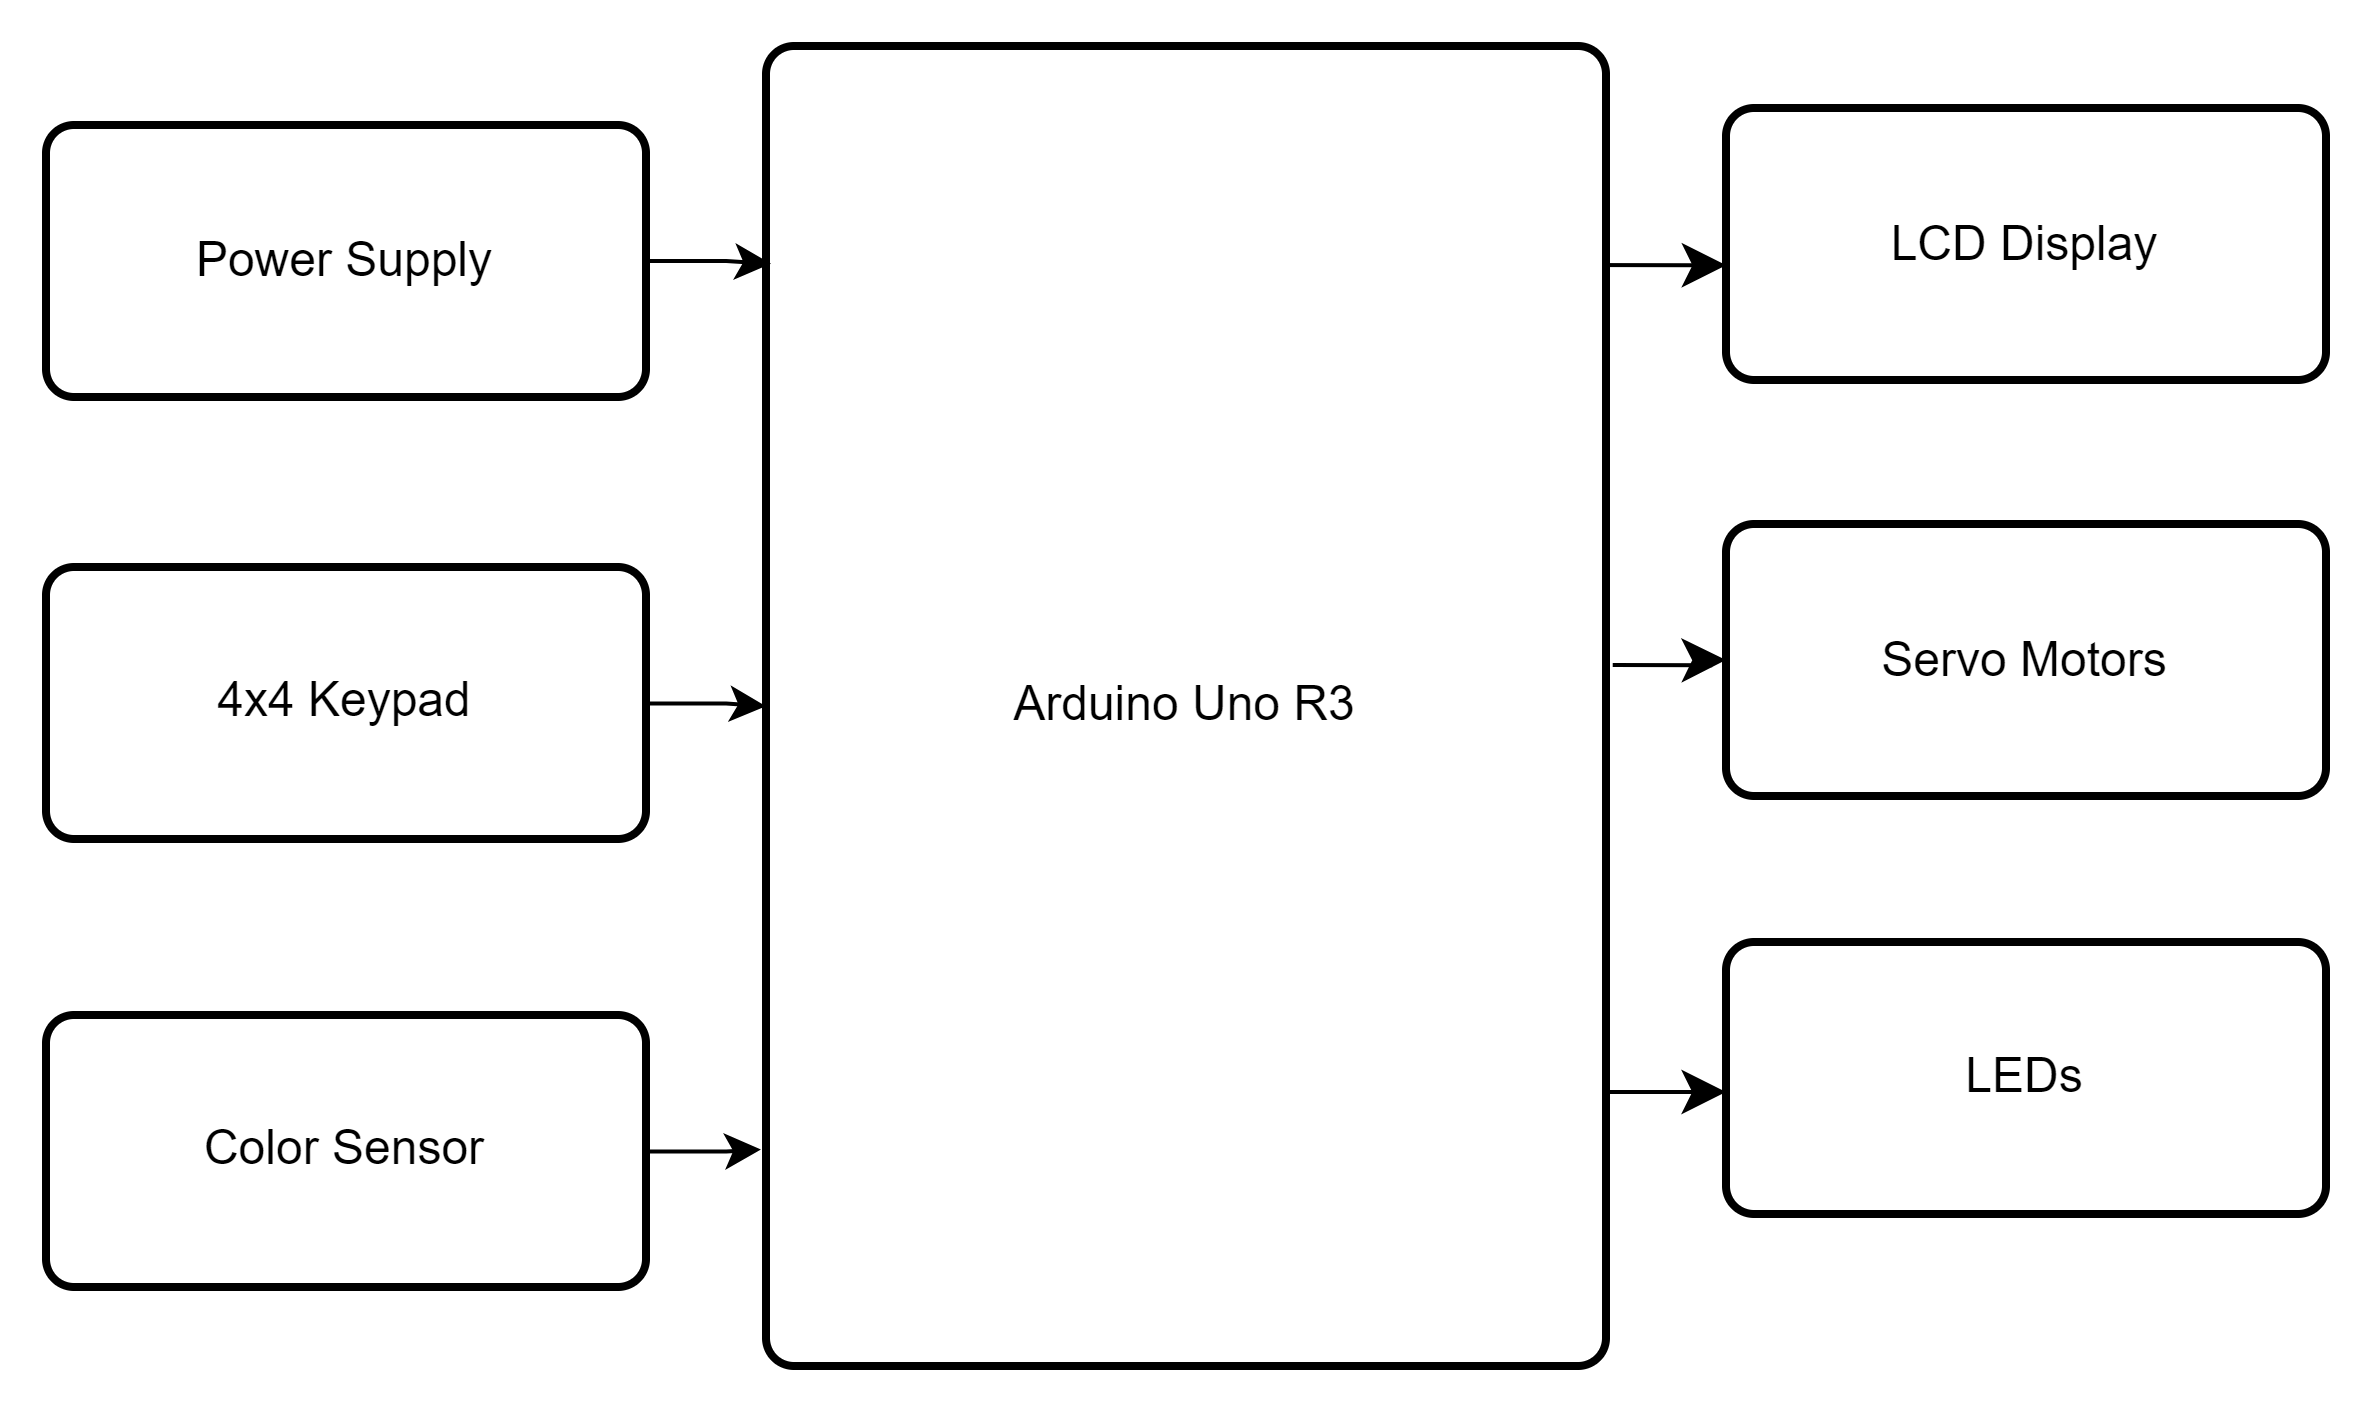 Power Supply
4x4 Keypad
Color Sensor
Arduino Uno R3
LCD Display
Servo Motors
LEDs